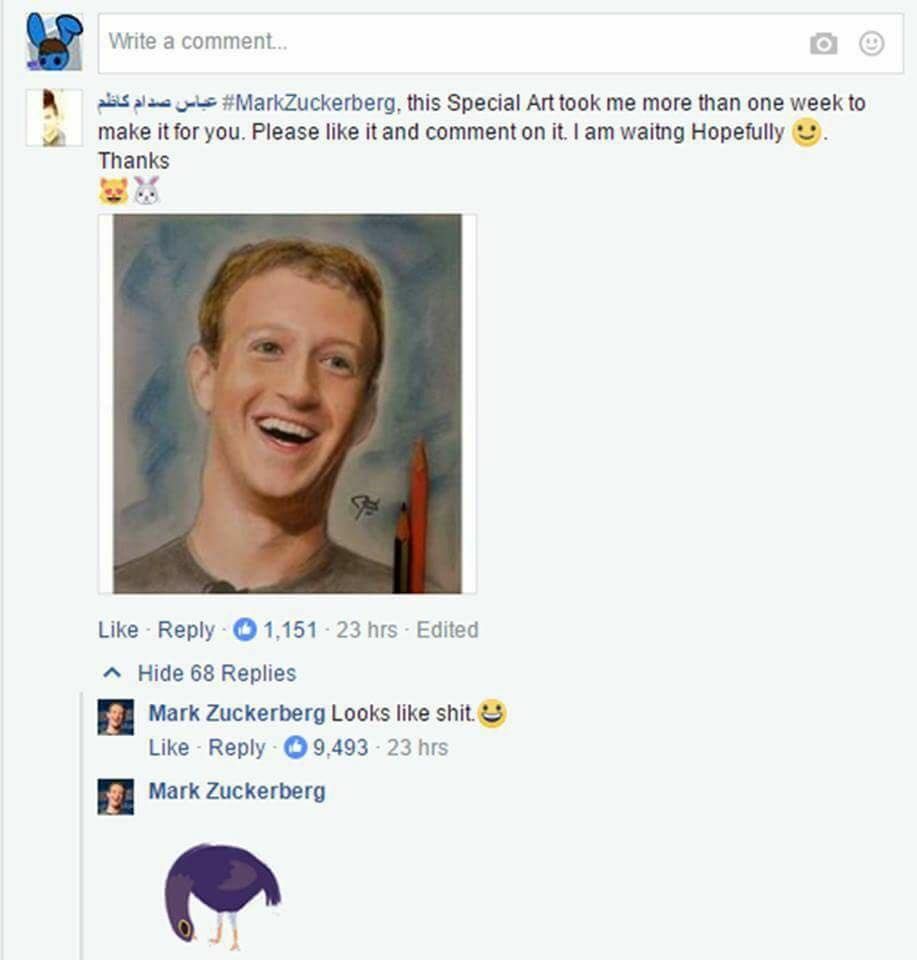 Write a comment...
عباس صدام كاظم #MarkZuckerberg, this Special Art took me more than one week to
make it for you. Please like it and comment on it. I am waitng Hopefully 🙂.
Thanks
😻🐰
Like · Reply · 1,151 · 23 hrs · Edited
Hide 68 Replies
Mark Zuckerberg Looks like shit.😀
Like · Reply · 9,493 · 23 hrs
Mark Zuckerberg